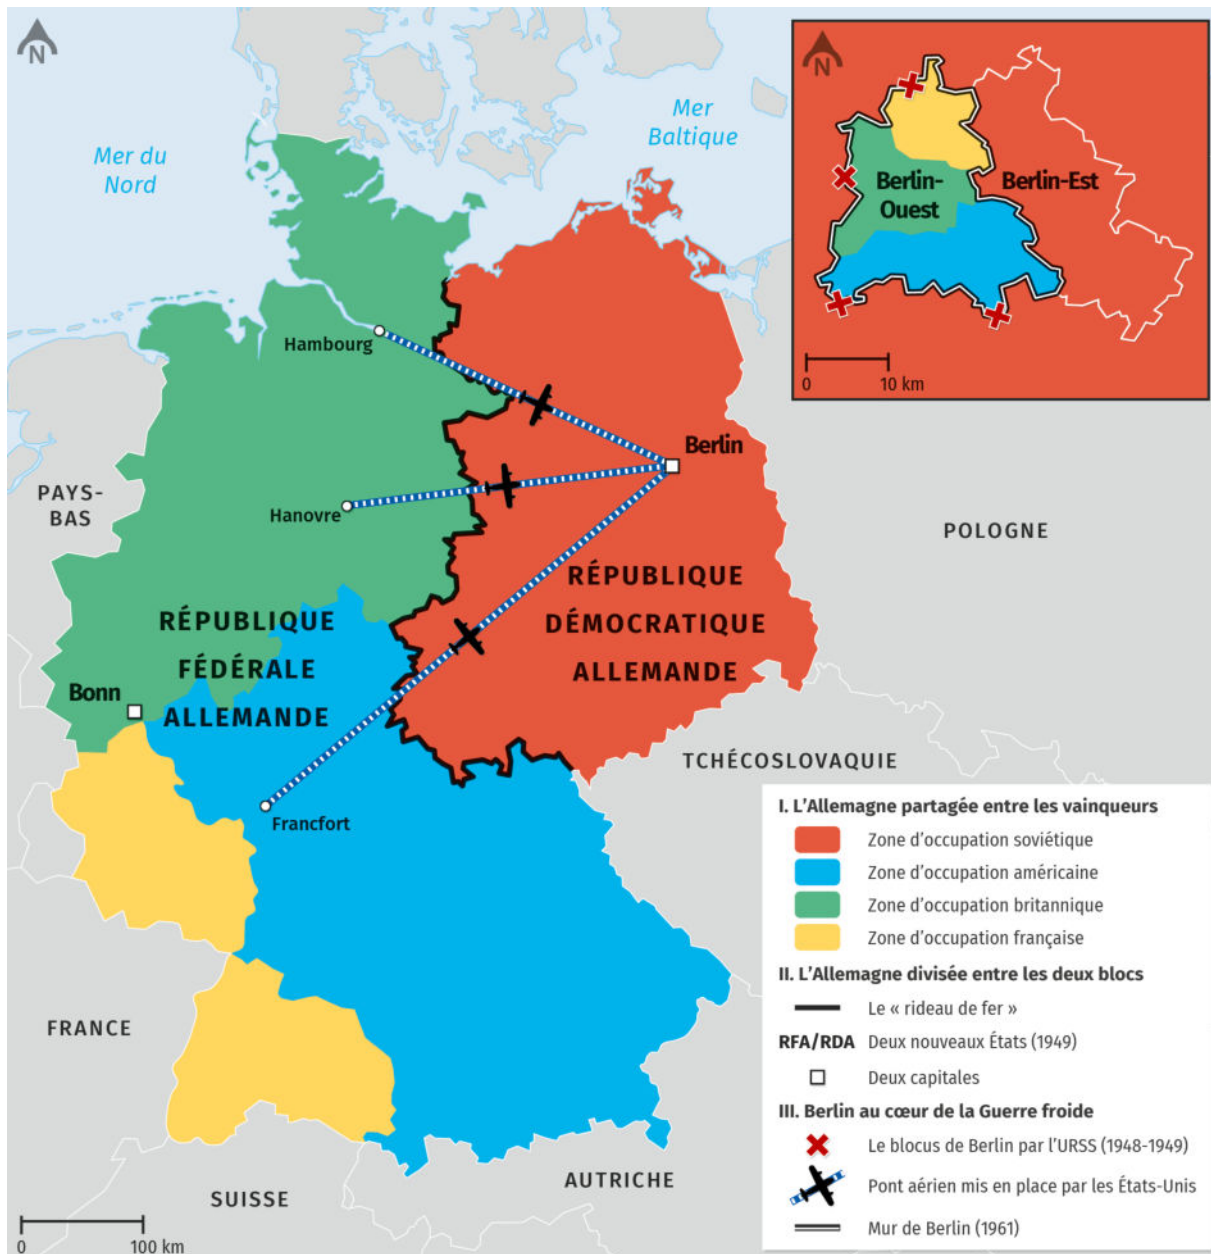 N
Mer du
Nord
Mer
Baltique
N
Berlin-
Ouest
Berlin-Est
0
10 km
Hambourg
Berlin
PAYS-
BAS
Hanovre
POLOGNE
RÉPUBLIQUE
DÉMOCRATIQUE
ALLEMANDE
RÉPUBLIQUE
FÉDÉRALE
ALLEMANDE
Bonn
TCHÉCOSLOVAQUIE
Francfort
FRANCE
SUISSE
AUTRICHE
0
100 km
I. L'Allemagne partagée entre les vainqueurs
Zone d'occupation soviétique
Zone d'occupation américaine
Zone d'occupation britannique
Zone d'occupation française
II. L'Allemagne divisée entre les deux blocs
Le « rideau de fer »
RFA/RDA Deux nouveaux États (1949)
Deux capitales
III. Berlin au cœur de la Guerre froide
Le blocus de Berlin par l'URSS (1948-1949)
Pont aérien mis en place par les États-Unis
Mur de Berlin (1961)